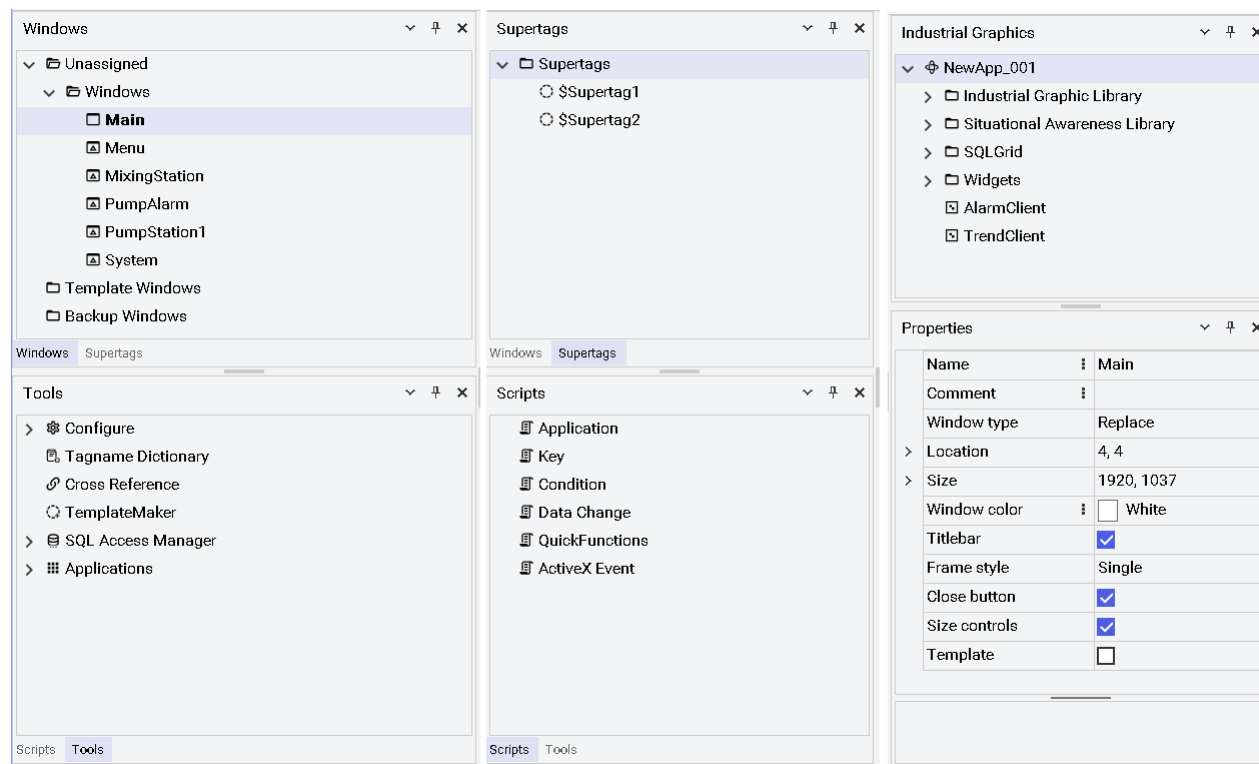 Windows
Unassigned
Windows
Main
Menu
MixingStation
PumpAlarm
PumpStation1
System
Template Windows
Backup Windows
Windows Supertags
Tools
Configure
Tagname Dictionary
Cross Reference
TemplateMaker
SQL Access Manager
Applications
Scripts Tools
Supertags
Supertags
$Supertag1
$Supertag2
Windows Supertags
Scripts
Application
Key
Condition
Data Change
QuickFunctions
ActiveX Event
Scripts Tools
Industrial Graphics
NewApp_001
Industrial Graphic Library
Situational Awareness Library
SQLGrid
Widgets
AlarmClient
TrendClient
Properties
Name Main
Comment
Window type Replace
Location 4, 4
Size 1920, 1037
Window color White
Titlebar
Frame style Single
Close button
Size controls
Template